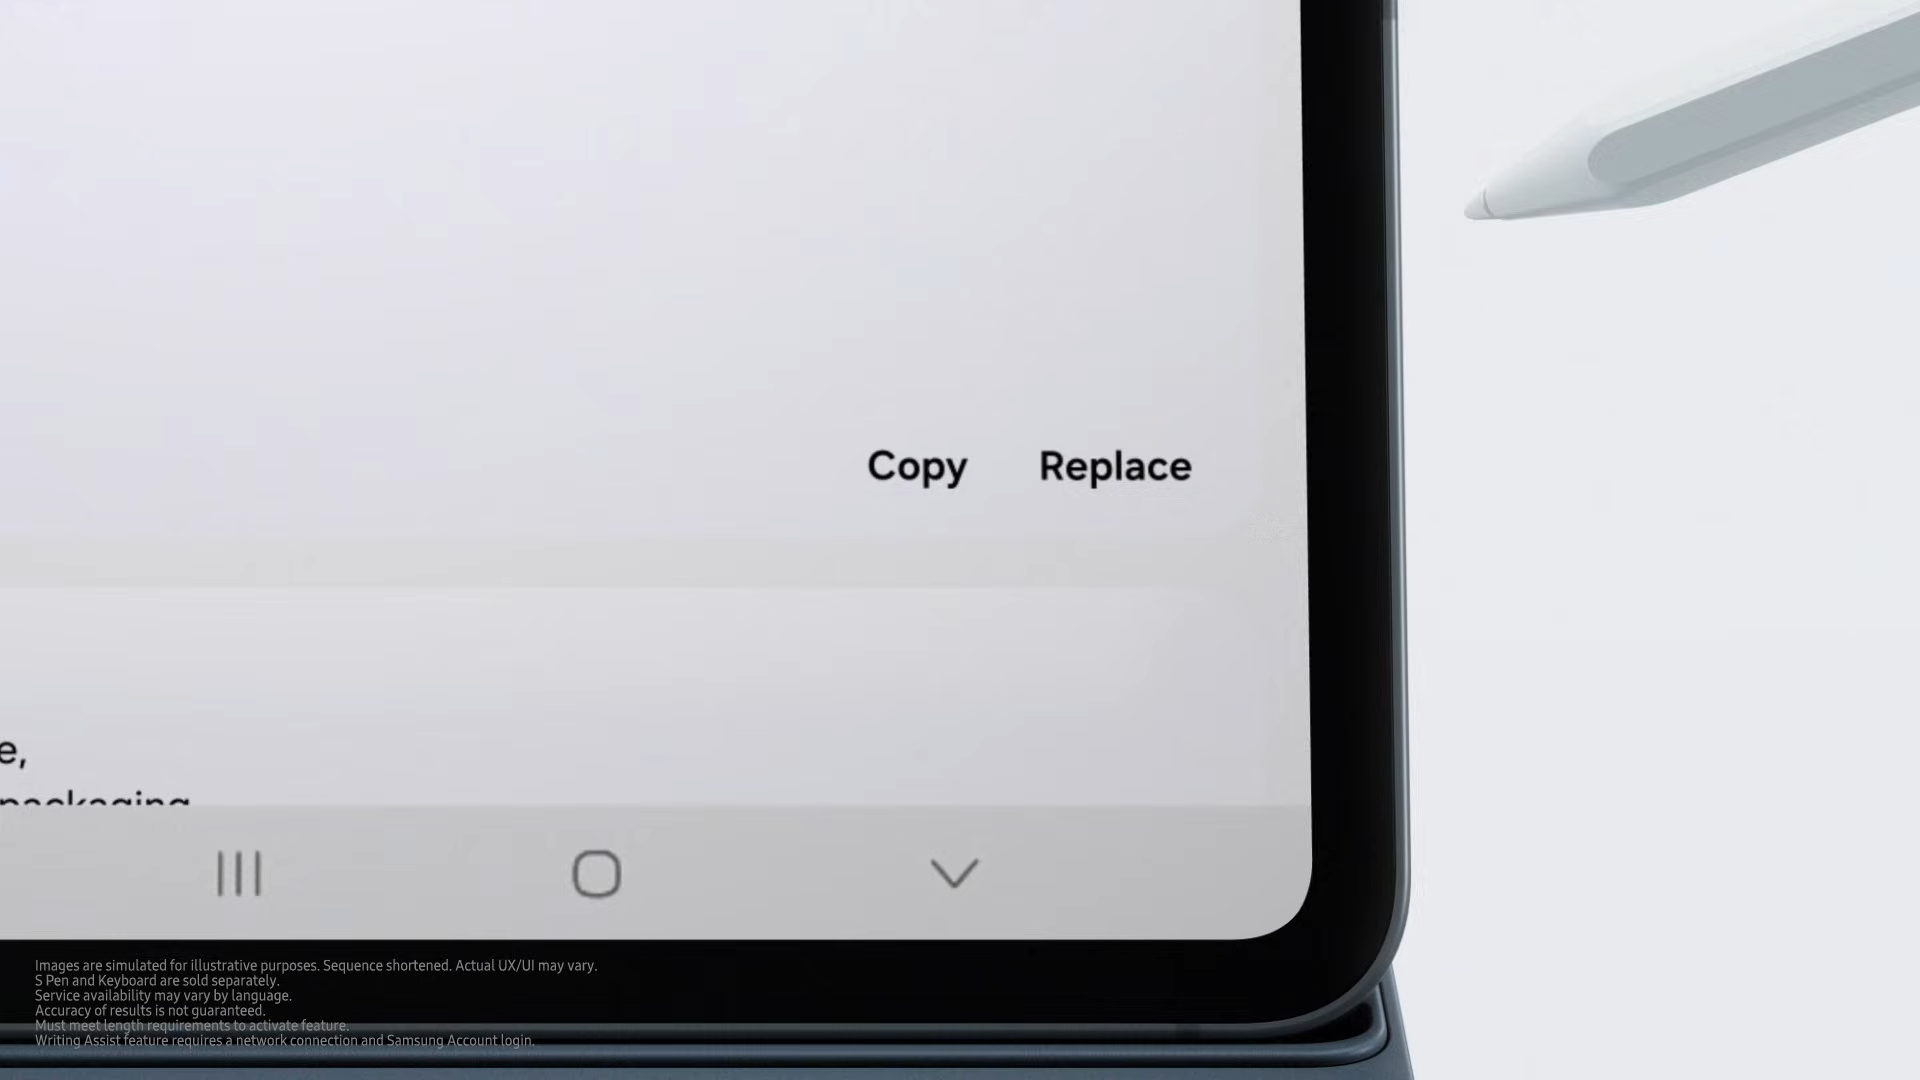 Copy Replace
e,
packaging
Images are simulated for illustrative purposes. Sequence shortened. Actual UX/UI may vary.
S Pen and Keyboard are sold separately.
Service availability may vary by language.
Accuracy of results is not guaranteed.
Must meet length requirements to activate feature.
Writing Assist feature requires a network connection and Samsung Account login.